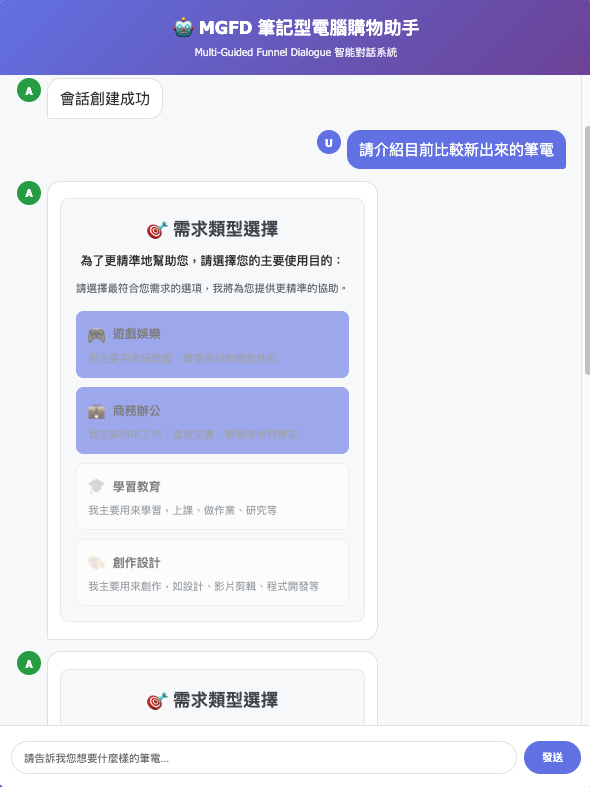 MGFD 筆記型電腦購物助手
Multi-Guided Funnel Dialogue 智能對話系統
A
會話創建成功
U
請介紹目前比較新出來的筆電
A
需求類型選擇
為了更精準地幫助您，請選擇您的主要使用目的：
請選擇最符合您需求的選項，我將為您提供更精準的協助。
遊戲娛樂
我主要用來玩遊戲，需要良好的遊戲性能
商務辦公
我主要用來工作，處理文書、
學習教育
我主要用來學習，上課、做作業、研究等
創作設計
我主要用來創作，如設計、影片剪輯、程式開發等
A
需求類型選擇
請告訴我您想要什麼樣的筆電...
發送